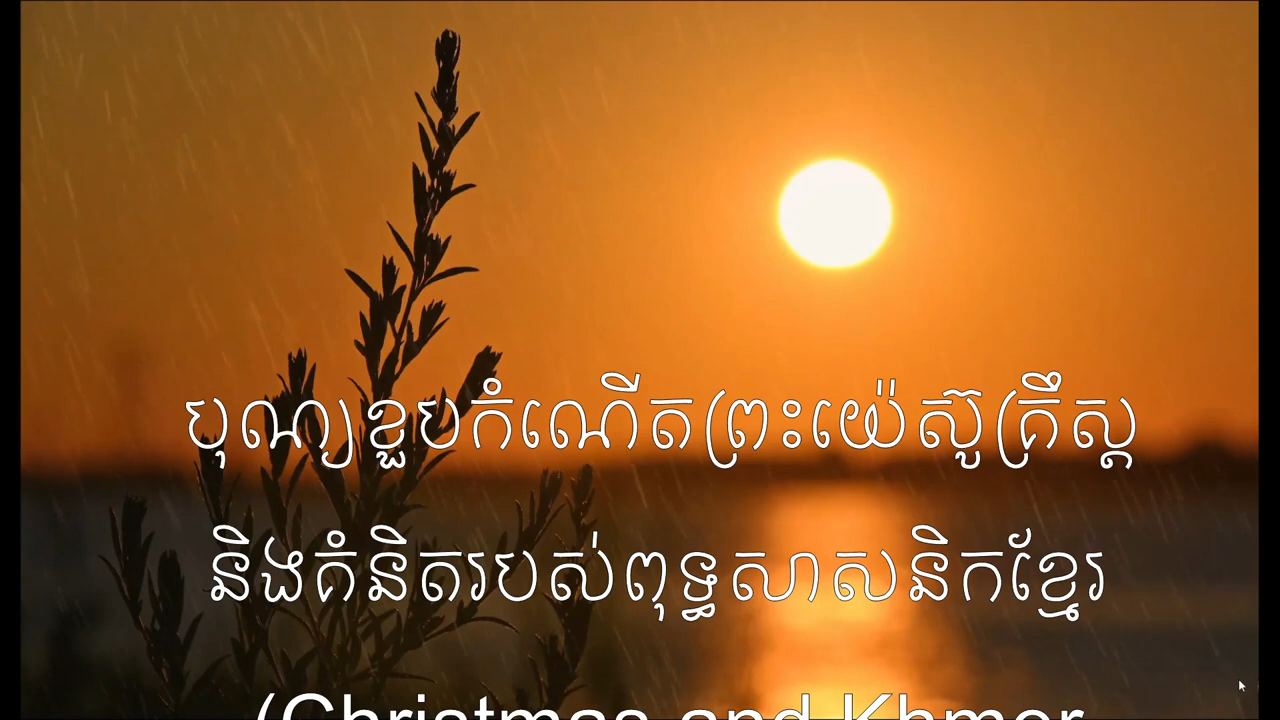 បុណ្យខួបកំណើតព្រះយ៉េស៊ូគ្រឹស្ត
និងគំនិតរបស់ពុទ្ធសាសនិកខ្មែរ
(Christmas and Khmer